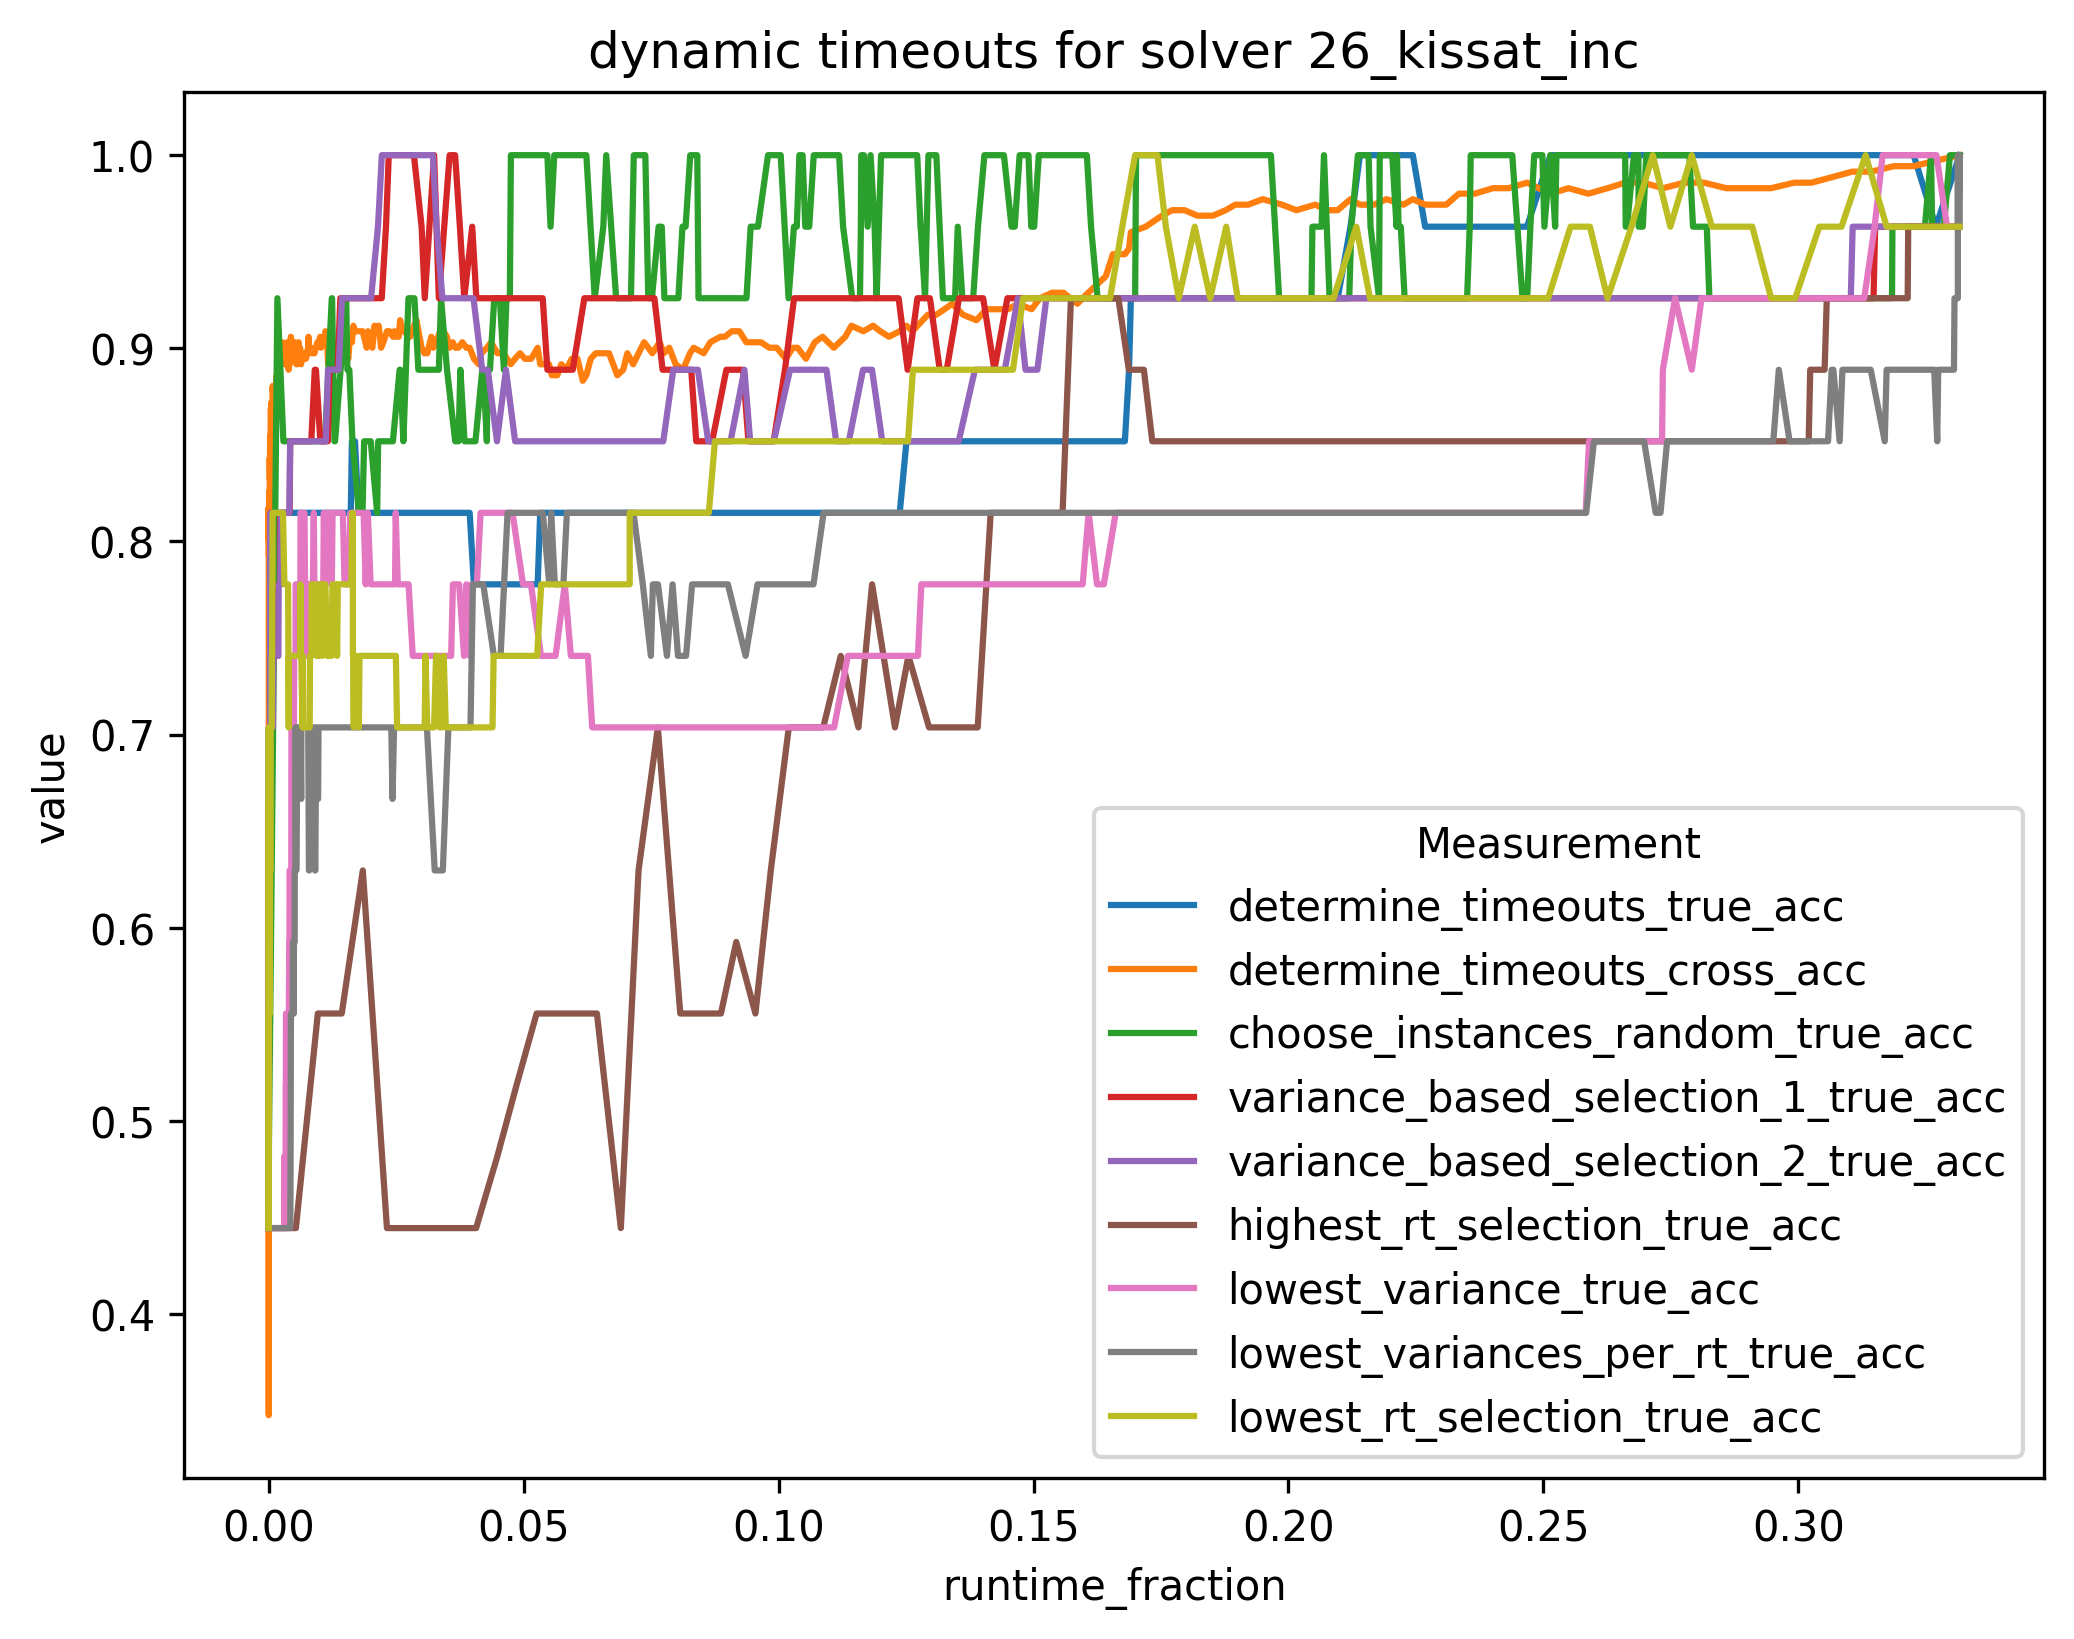 dynamic timeouts for solver 26_kissat_inc
1.0
0.9
0.8
0.7
0.6
0.5
0.4
value
Measurement
determine_timeouts_true_acc
determine_timeouts_cross_acc
choose_instances_random_true_acc
variance_based_selection_1_true_acc
variance_based_selection_2_true_acc
highest_rt_selection_true_acc
lowest_variance_true_acc
lowest_variances_per_rt_true_acc
lowest_rt_selection_true_acc
0.00 0.05 0.10 0.15 0.20 0.25 0.30
runtime_fraction